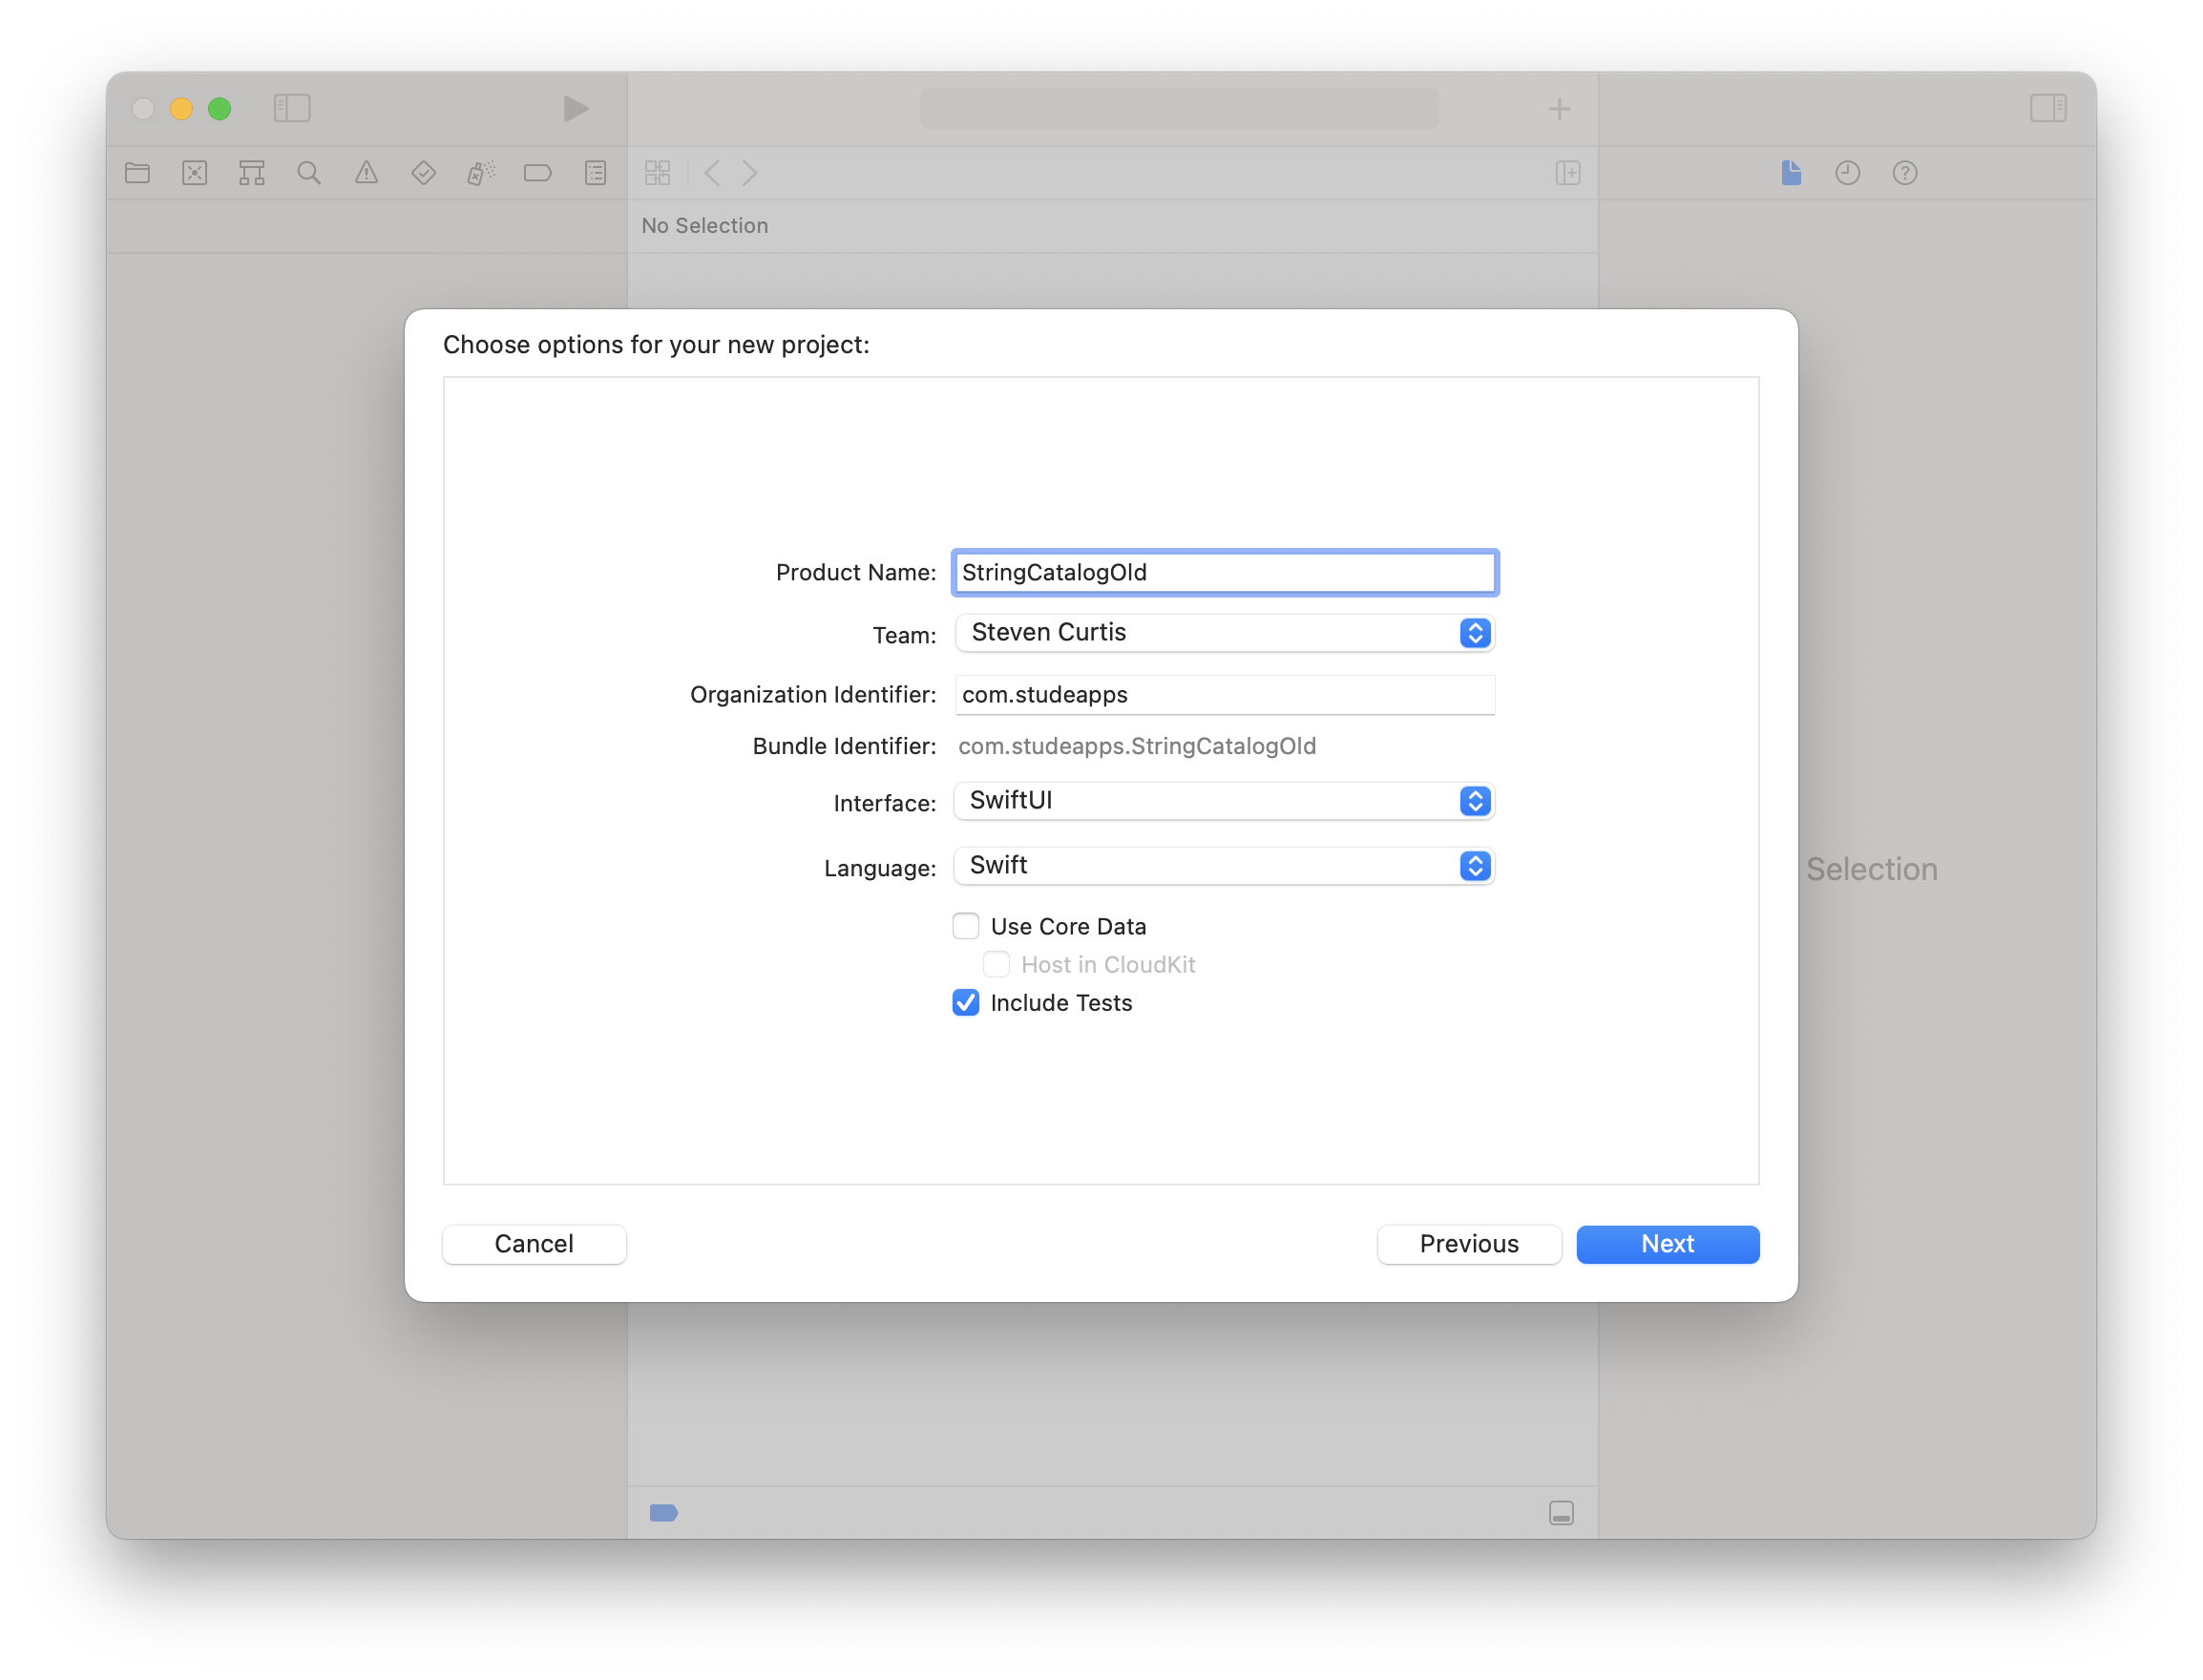 No Selection
Choose options for your new project:
Product Name: StringCatalogOld
Team: Steven Curtis
Organization Identifier: com.studeapps
Bundle Identifier: com.studeapps.StringCatalogOld
Interface: SwiftUI
Language: Swift
Selection
Use Core Data
Host in CloudKit
Include Tests
Cancel Previous Next